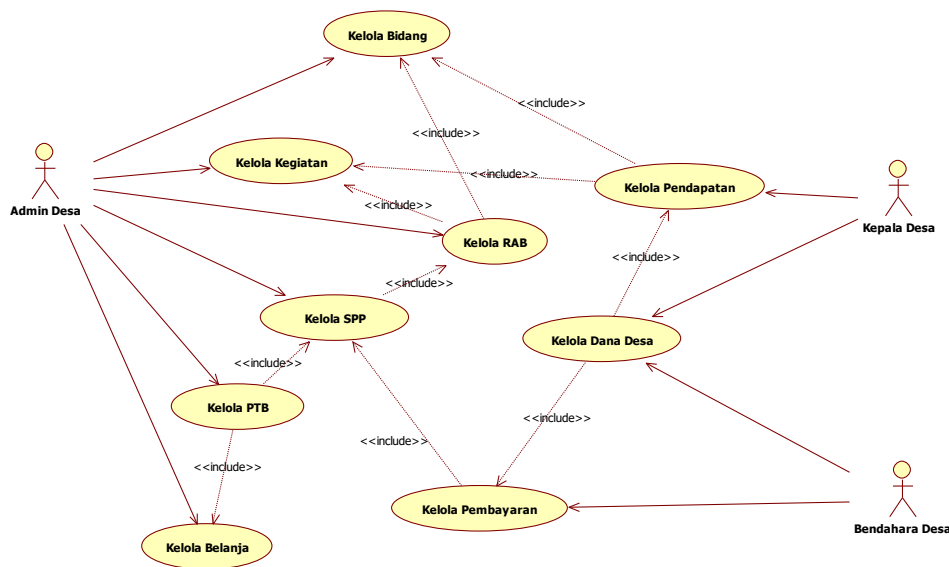 Kelola Bidang
<<include>>
<<include>>
Kelola Kegiatan
<<include>>
Kelola Pendapatan
Admin Desa
<<include>>
Kepala Desa
Kelola RAB
<<include>>
<<include>>
Kelola SPP
Kelola Dana Desa
<<include>>
Kelola PTB
<<include>>
<<include>>
<<include>>
Kelola Pembayaran
Bendahara Desa
Kelola Belanja